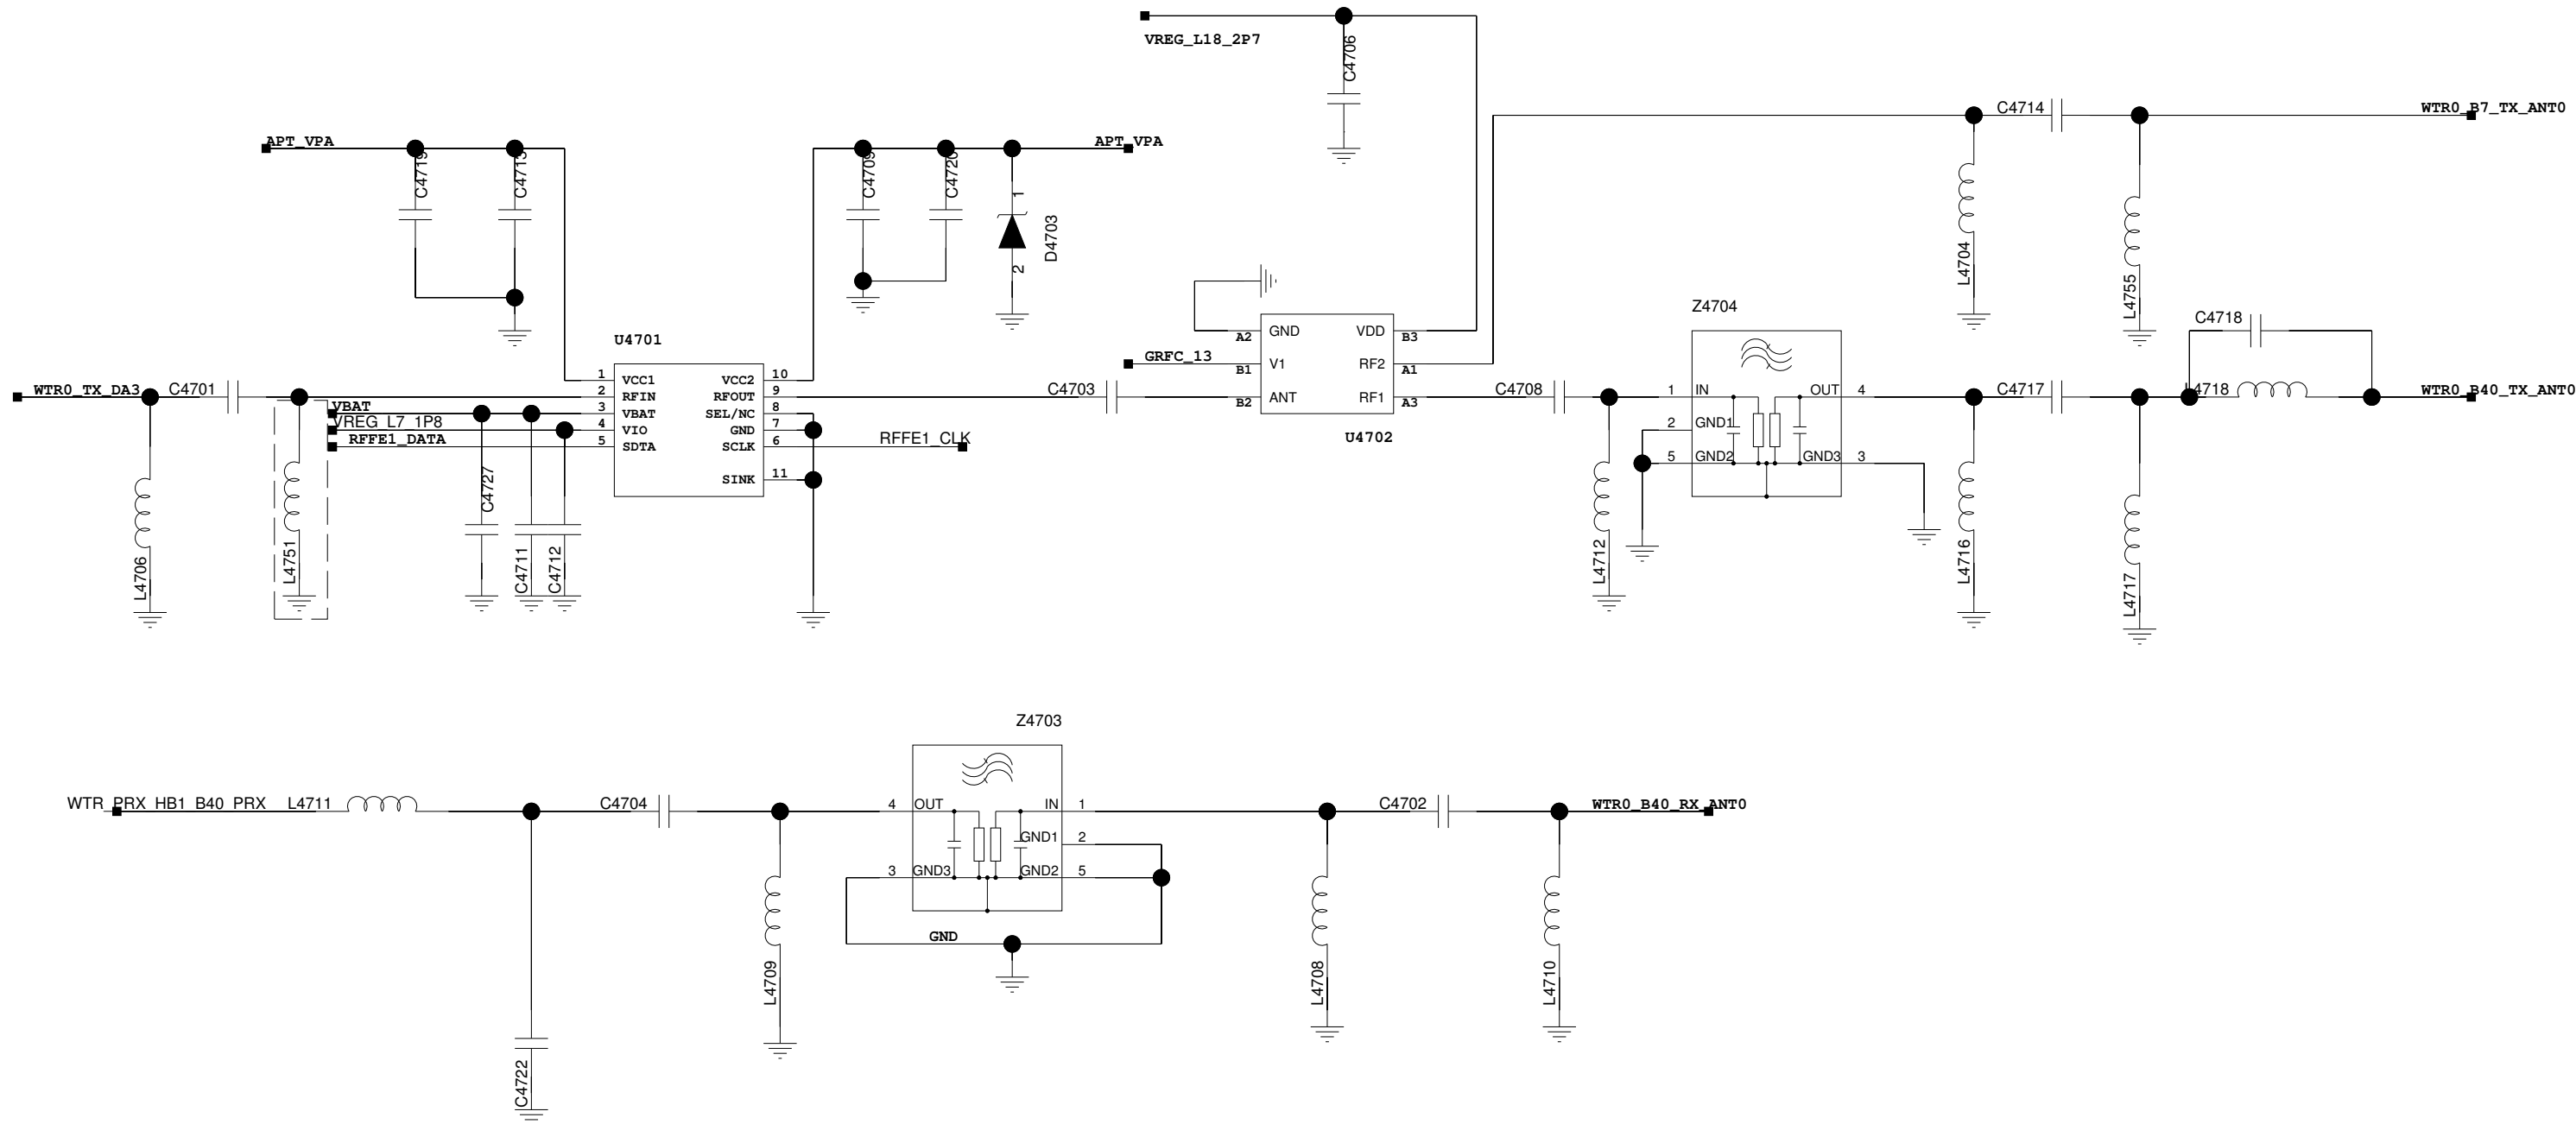 VREG_L18_2P7
C4706
C4714
WTR0_B7_TX_ANT0
APT_VPA
C4719
C4713
C4709
C4720
APT_VPA
1
D4703
2
L4704
L4755
U4701
A2 GND VDD B3
GRFC_13 B1 V1 RF2 A1
B2 ANT RF1 A3
U4702
Z4704
C4718
WTR0_TX_DA3
C4701
1 VCC1 VCC2 10
2 RFIN RFOUT 9
VBAT 3 VBAT SEL/NC 8
VREG_L7_1P8 4 VIO GND 7
RFFE1_DATA 5 SDTA SCLK 6 RFFE1_CLK
SINK 11
C4703
C4708
1 IN OUT 4
2 GND1
5 GND2 GND3 3
C4717
L4718
WTR0_B40_TX_ANT0
L4706
L4751
C4727
C4711
C4712
L4712
L4716
L4717
Z4703
WTR_PRX_HB1_B40_PRX
L4711
C4704
4 OUT IN 1
GND1 2
3 GND3 GND2 5
GND
C4702
WTR0_B40_RX_ANT0
L4709
L4708
L4710
C4722